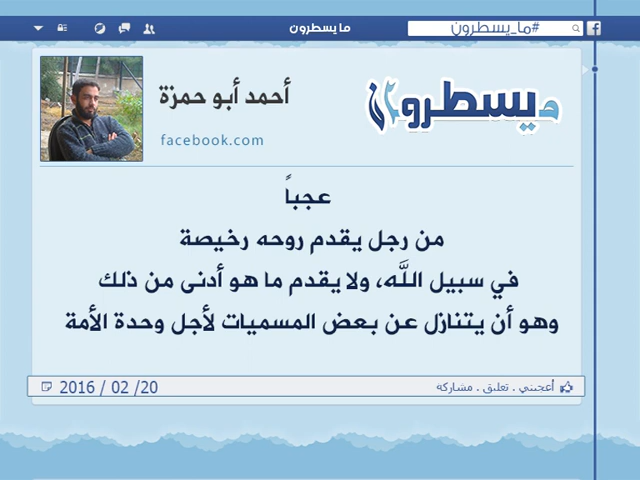 ما يسطرون
#ما_يسطرون
ما يسطرون
أحمد أبو حمزة
facebook.com
عجباً
من رجل يقدم روحه رخيصة
في سبيل اللَّه، ولا يقدم ما هو أدنى من ذلك
وهو أن يتنازل عن بعض المسميات لأجل وحدة الأمة
أعجبني . تعليق . مشاركة
2016 / 02 /20